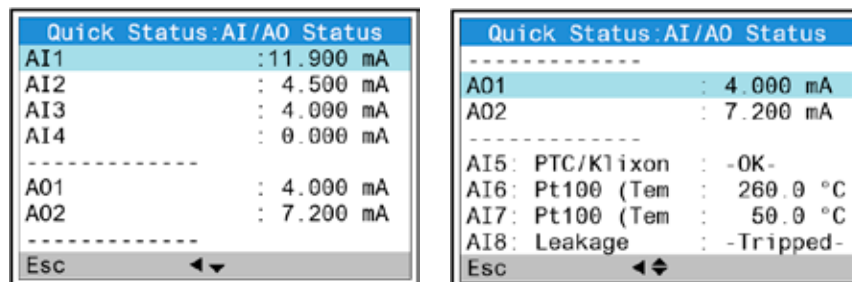 Quick Status:AI/AO Status
AI1 :11.900 mA
AI2 : 4.500 mA
AI3 : 4.000 mA
AI4 : 0.000 mA
-------------
AO1 : 4.000 mA
AO2 : 7.200 mA
-------------
Esc
Quick Status:AI/AO Status
-------------
AO1 : 4.000 mA
AO2 : 7.200 mA
-------------
AI5: PTC/Klixon : -OK-
AI6: Pt100 (Tem : 260.0 °C
AI7: Pt100 (Tem : 50.0 °C
AI8: Leakage : -Tripped-
Esc